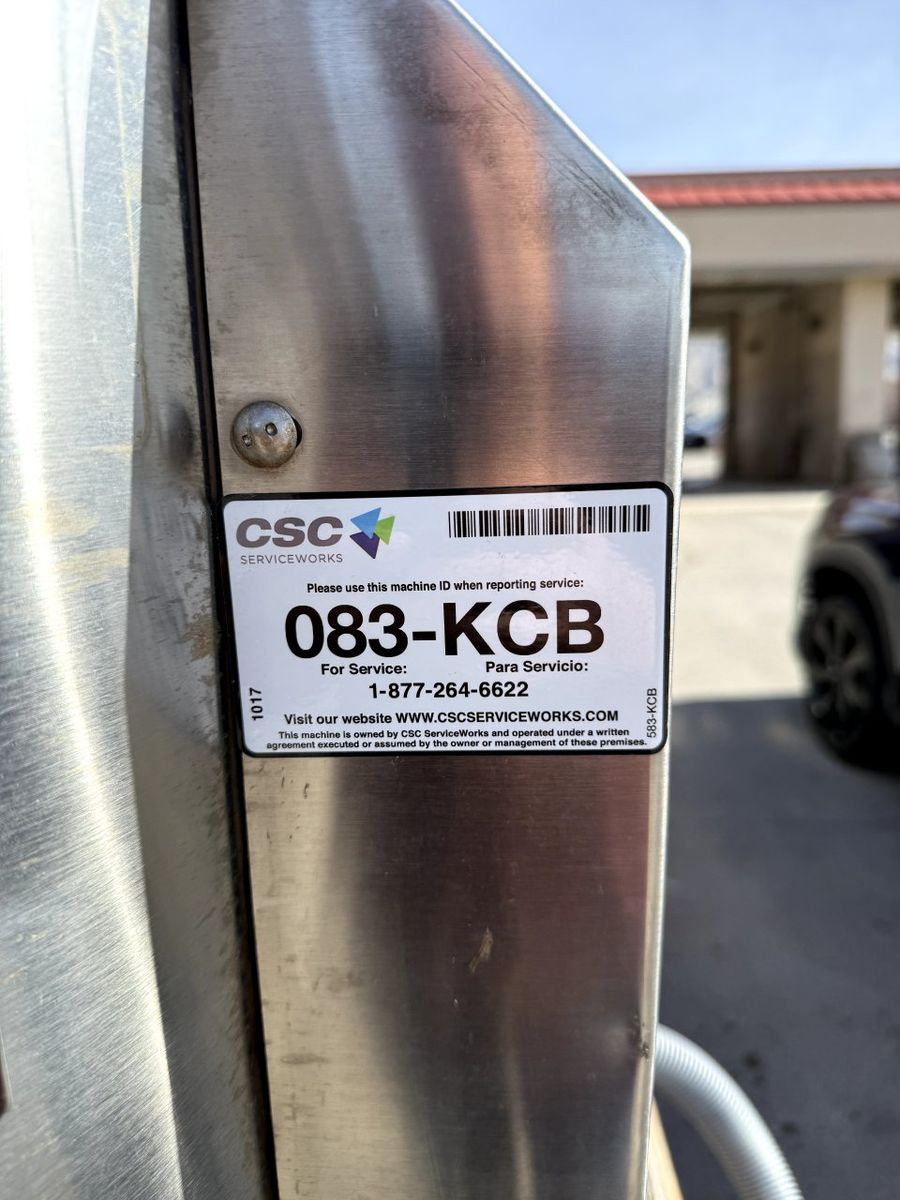 CSC
SERVICEWORKS
Please use this machine ID when reporting service:
083-KCB
For Service: Para Servicio:
1-877-264-6622
1017
Visit our website WWW.CSCSERVICEWORKS.COM
This machine is owned by CSC ServiceWorks and operated under a written
agreement executed or assumed by the owner or management of these premises.
583-KCB